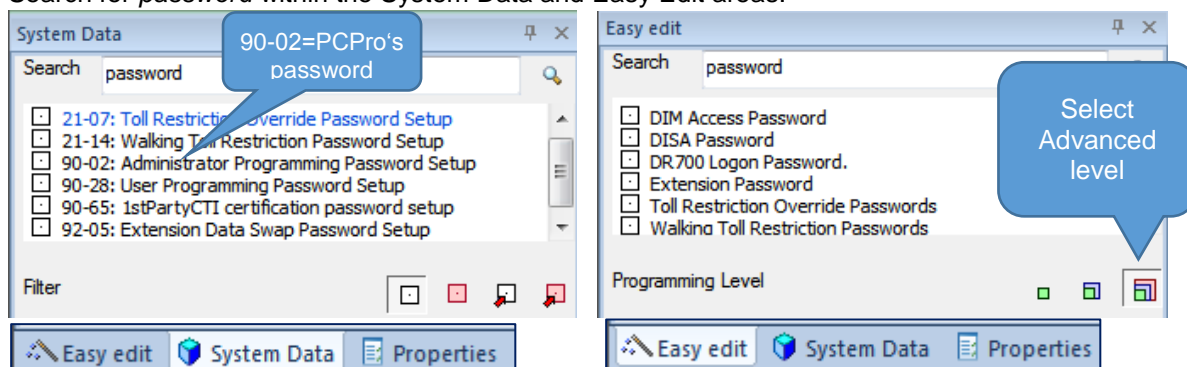 Search for password within the System Data and Easy Edit areas.
System Data
90-02=PCPro‘s
password
Search
password
21-07: Toll Restriction Override Password Setup
21-14: Walking Toll Restriction Password Setup
90-02: Administrator Programming Password Setup
90-28: User Programming Password Setup
90-65: 1stPartyCTI certification password setup
92-05: Extension Data Swap Password Setup
Filter
Easy edit
System Data
Properties
Easy edit
Search
password
DIM Access Password
DISA Password
DR700 Logon Password.
Extension Password
Toll Restriction Override Passwords
Walking Toll Restriction Passwords
Select
Advanced
level
Programming Level
Easy edit
System Data
Properties